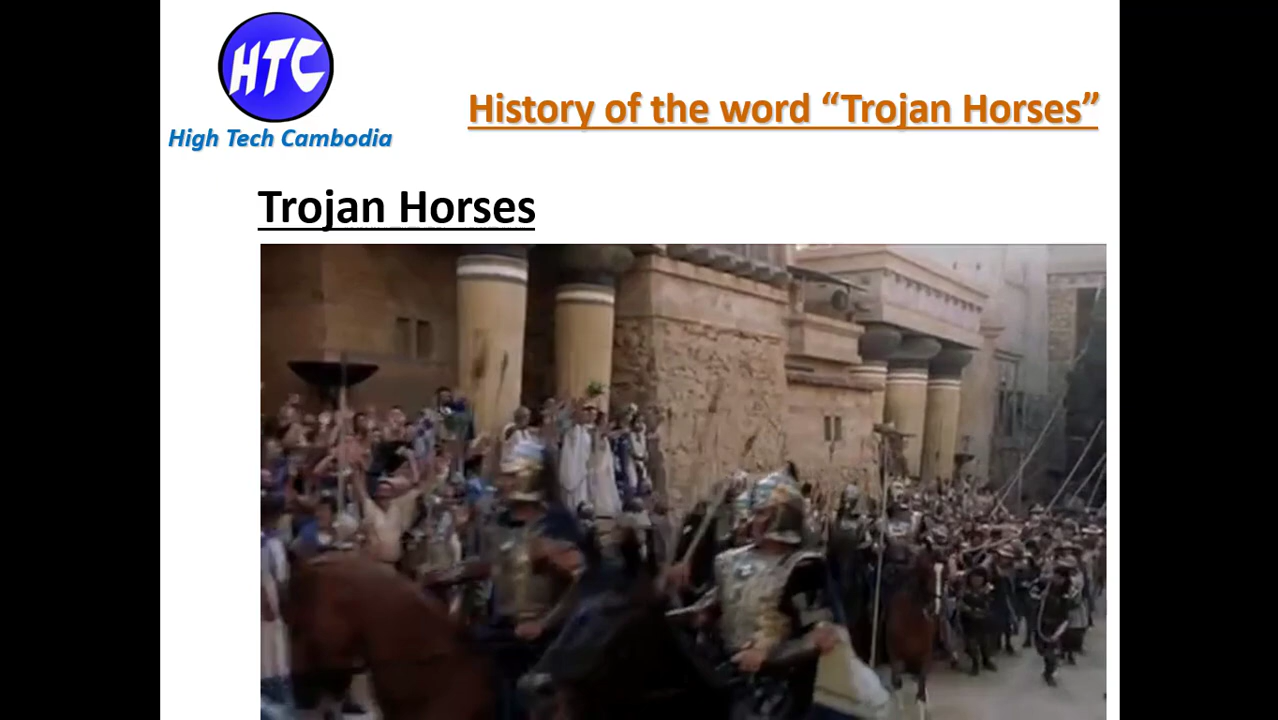 HTC
High Tech Cambodia
History of the word “Trojan Horses”
Trojan Horses